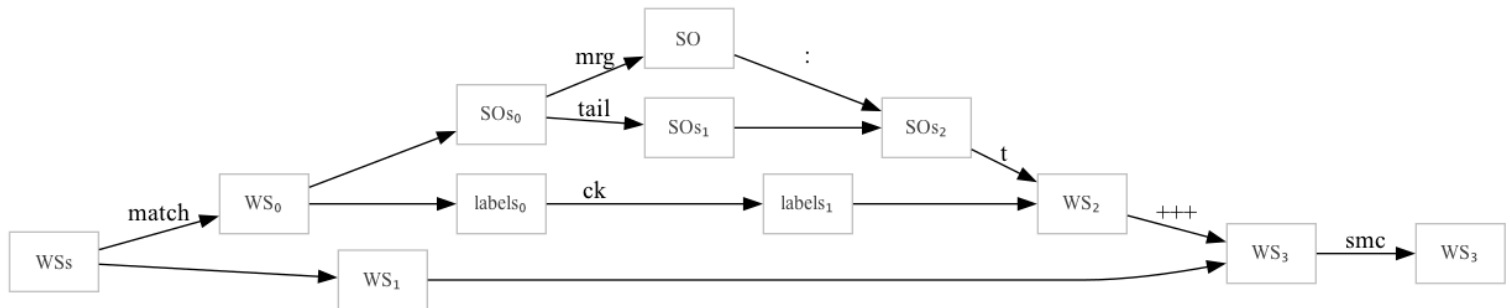 SO
mrg
:
SOs₀
tail
SOs₁
SOs₂
t
match
WS₀
labels₀
ck
labels₁
WS₂
+++
WSs
WS₁
WS₃
smc
WS₃